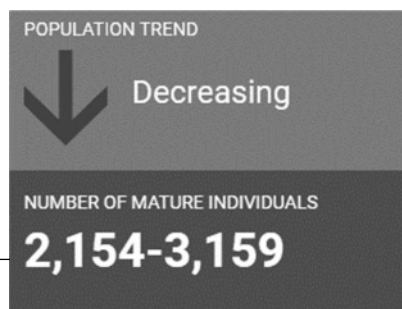 POPULATION TREND
Decreasing
NUMBER OF MATURE INDIVIDUALS
2,154-3,159